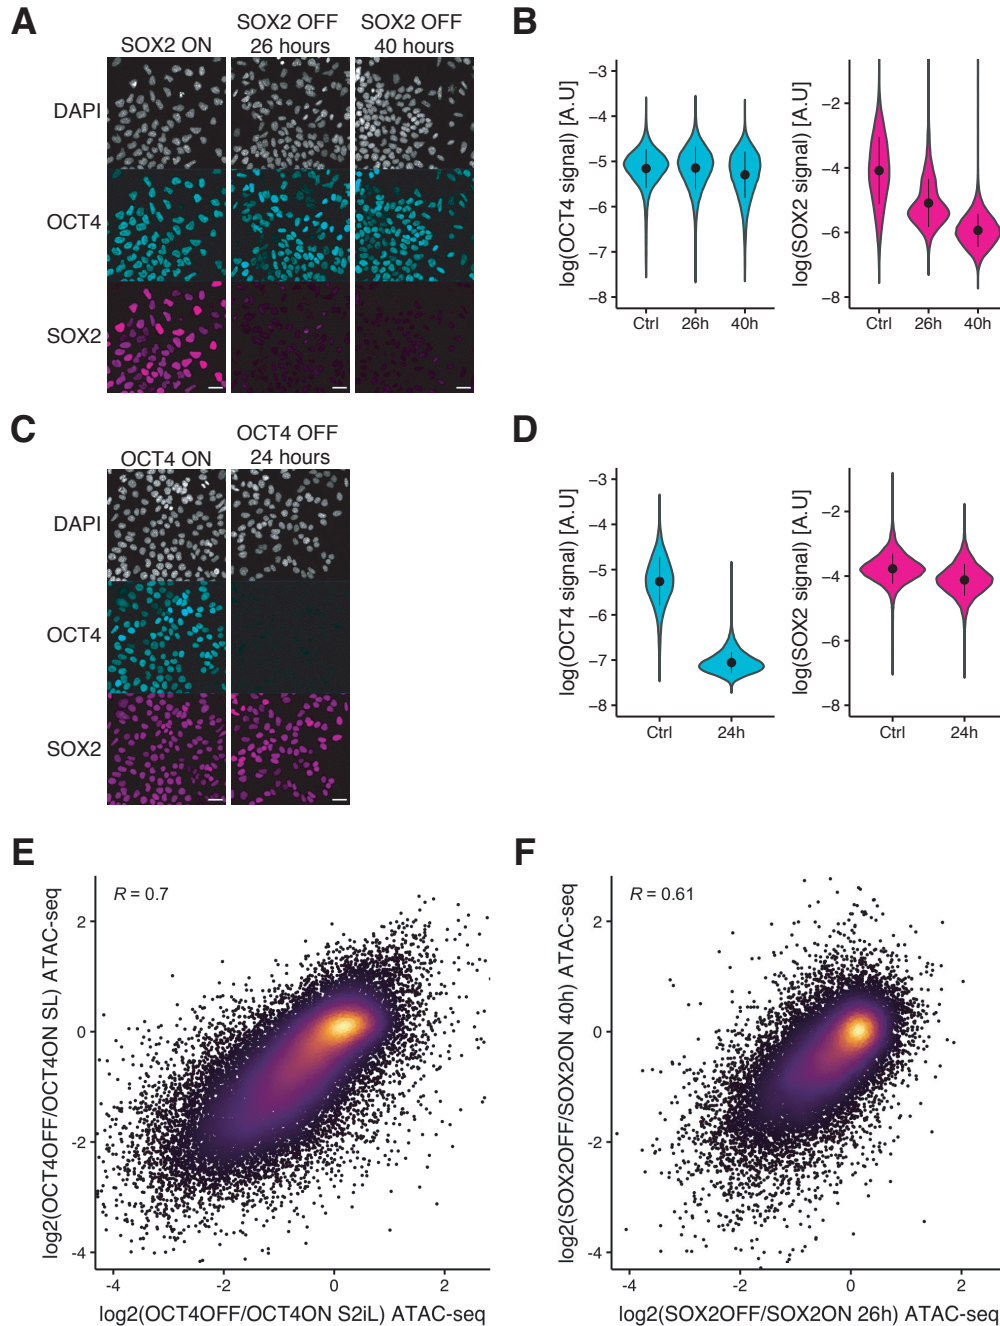 A
SOX2 ON
SOX2 OFF
26 hours
SOX2 OFF
40 hours
DAPI
OCT4
SOX2
B
log(OCT4 signal) [A.U]
−3
−4
−5
−6
−7
−8
Ctrl 26h 40h
log(SOX2 signal) [A.U]
−2
−4
−6
−8
Ctrl 26h 40h
C
OCT4 ON
OCT4 OFF
24 hours
DAPI
OCT4
SOX2
D
log(OCT4 signal) [A.U]
−3
−4
−5
−6
−7
−8
Ctrl 24h
log(SOX2 signal) [A.U]
−2
−4
−6
−8
Ctrl 24h
E
R = 0.7
log2(OCT4OFF/OCT4ON SL) ATAC-seq
2
0
-2
-4
-4 -2 0 2
log2(OCT4OFF/OCT4ON S2iL) ATAC-seq
F
R = 0.61
log2(SOX2OFF/SOX2ON 40h) ATAC-seq
2
0
-2
-4
-4 -2 0 2
log2(SOX2OFF/SOX2ON 26h) ATAC-seq